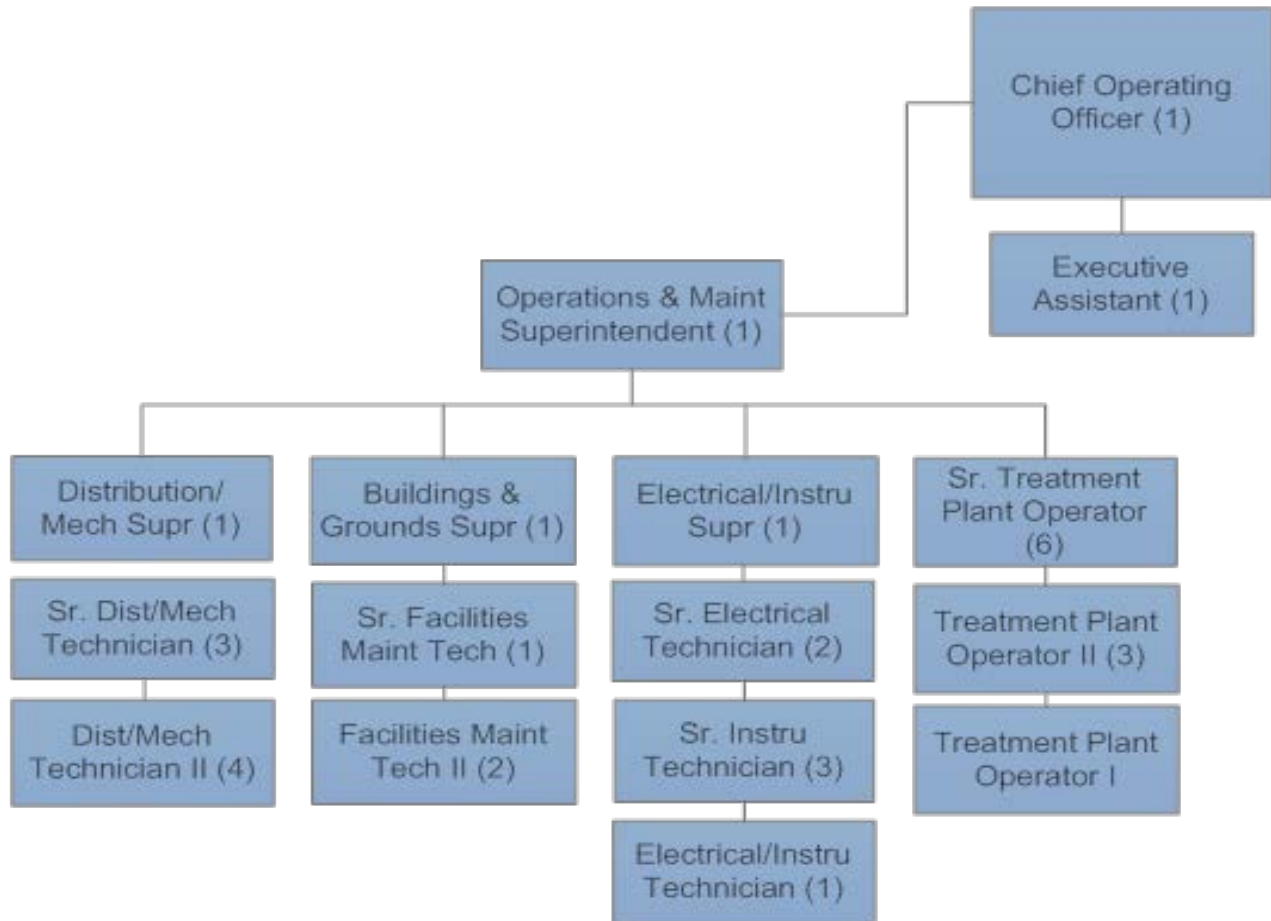 Chief Operating
Officer (1)
Executive
Assistant (1)
Operations & Maint
Superintendent (1)
Distribution/
Mech Supr (1)
Sr. Dist/Mech
Technician (3)
Dist/Mech
Technician II (4)
Buildings &
Grounds Supr (1)
Sr. Facilities
Maint Tech (1)
Facilities Maint
Tech II (2)
Electrical/Instru
Supr (1)
Sr. Electrical
Technician (2)
Sr. Instru
Technician (3)
Electrical/Instru
Technician (1)
Sr. Treatment
Plant Operator
(6)
Treatment Plant
Operator II (3)
Treatment Plant
Operator I